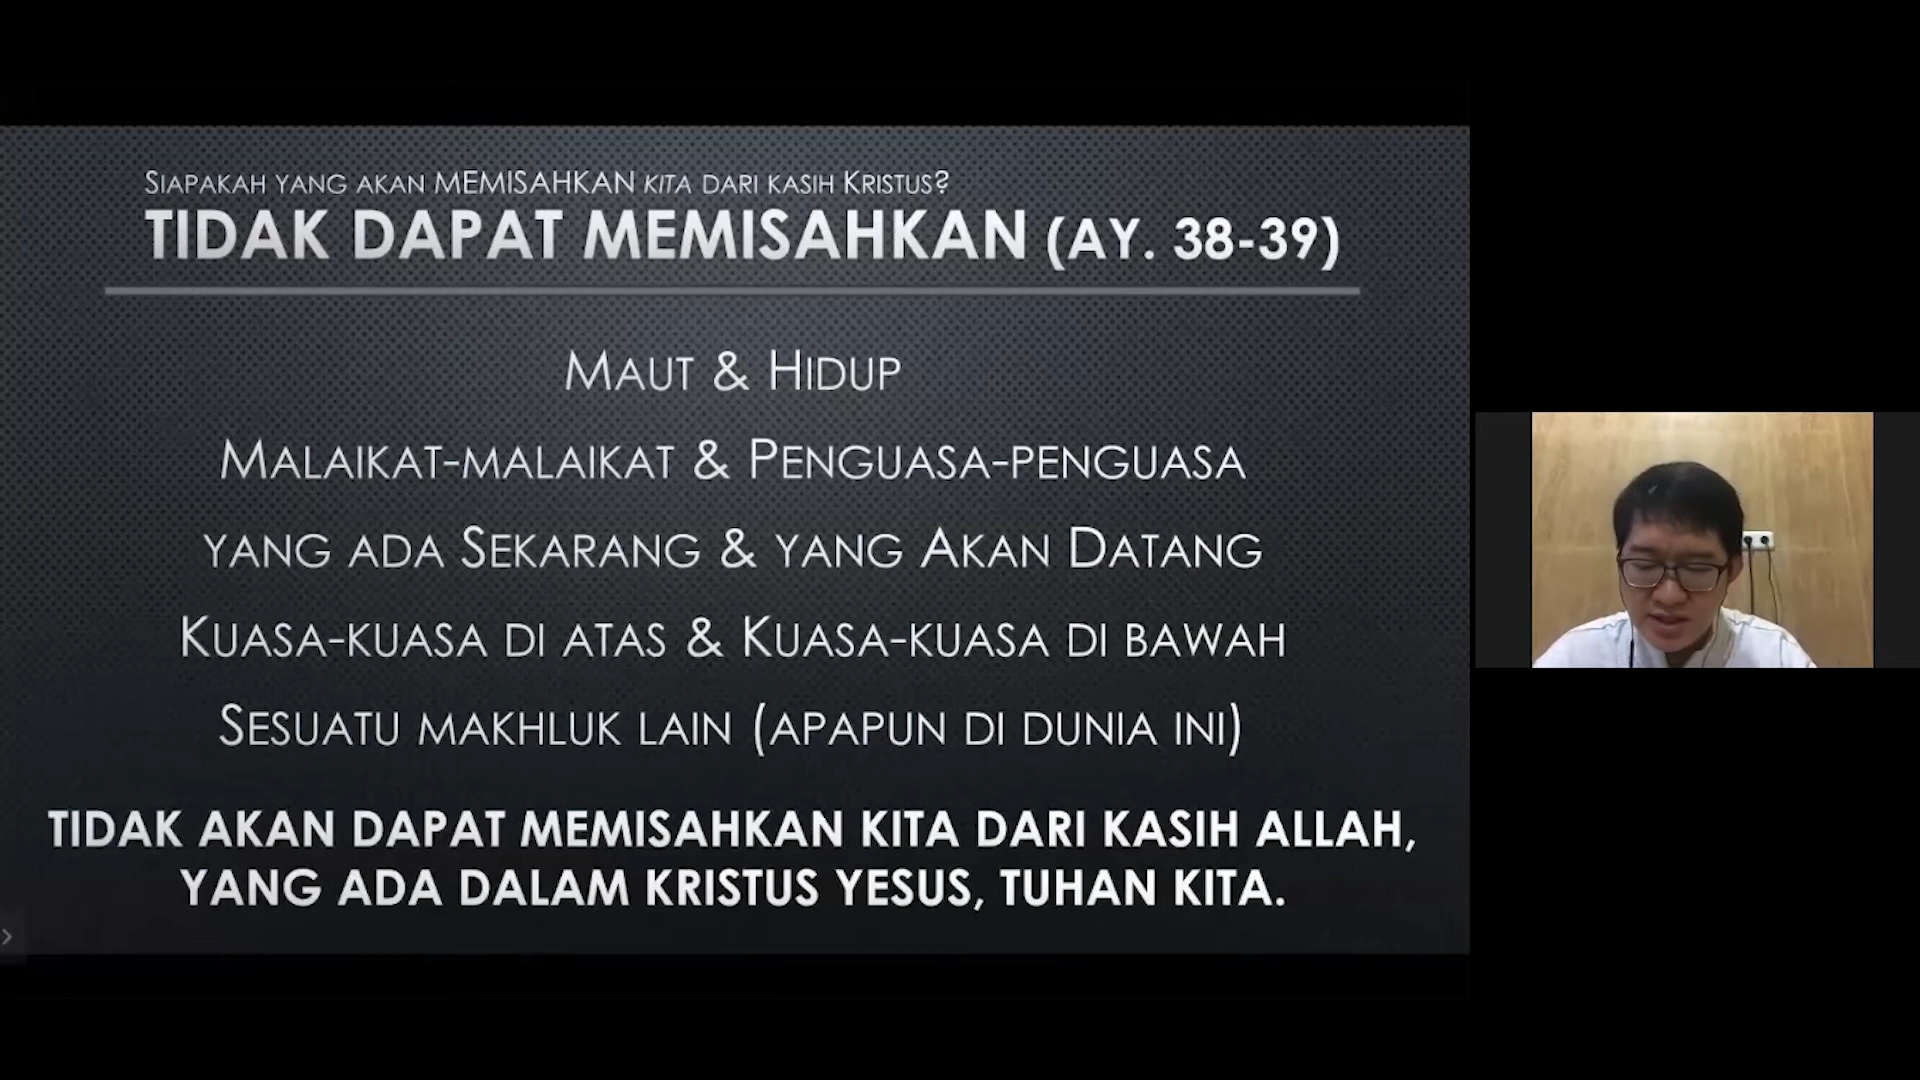 SIAPAKAH YANG AKAN MEMISAHKAN KITA DARI KASIH KRISTUS?
TIDAK DAPAT MEMISAHKAN (AY. 38-39)
MAUT & HIDUP
MALAIKAT-MALAIKAT & PENGUASA-PENGUASA
YANG ADA SEKARANG & YANG AKAN DATANG
KUASA-KUASA DI ATAS & KUASA-KUASA DI BAWAH
SESUATU MAKHLUK LAIN (APAPUN DI DUNIA INI)
TIDAK AKAN DAPAT MEMISAHKAN KITA DARI KASIH ALLAH,
YANG ADA DALAM KRISTUS YESUS, TUHAN KITA.